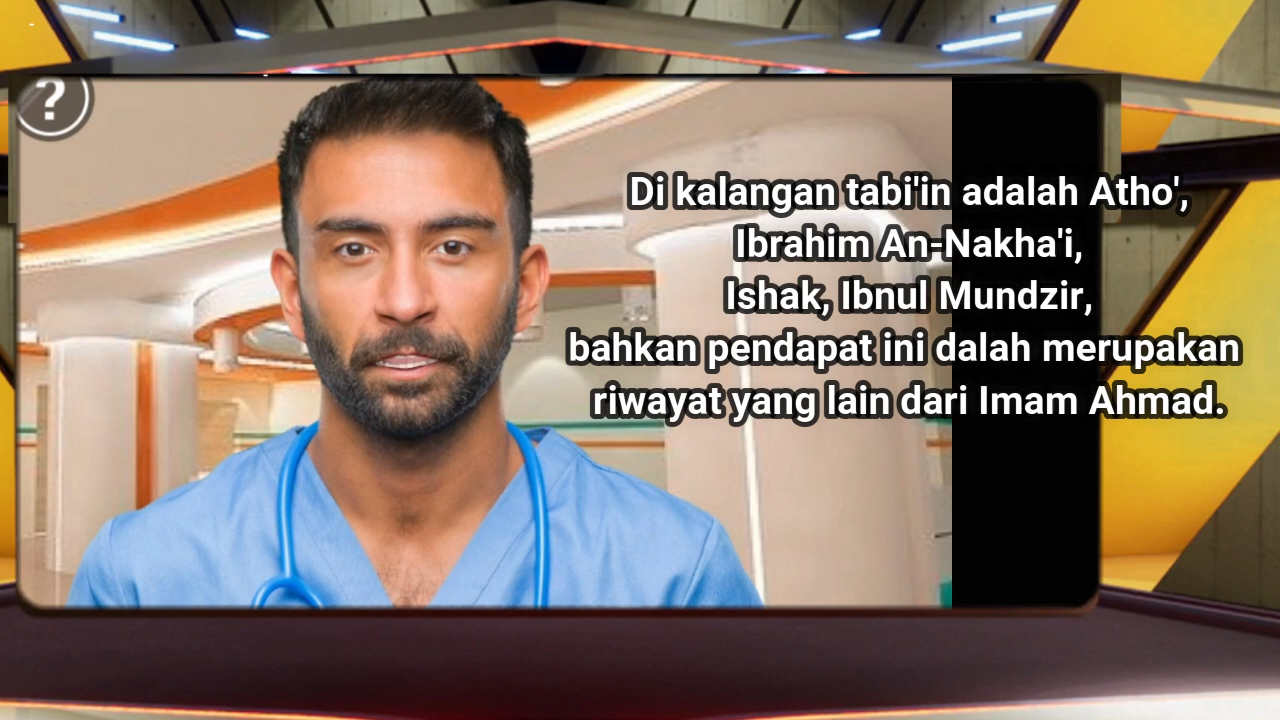 ?
Di kalangan tabi'in adalah Atho',
Ibrahim An-Nakha'i,
Ishak, Ibnul Mundzir,
bahkan pendapat ini dalah merupakan
riwayat yang lain dari Imam Ahmad.